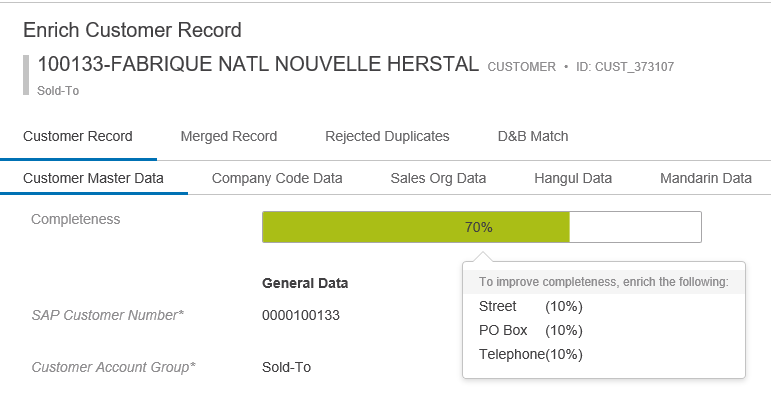 Enrich Customer Record
100133-FABRIQUE NATL NOUVELLE HERSTAL CUSTOMER • ID: CUST_373107
Sold-To
Customer Record Merged Record Rejected Duplicates D&B Match
Customer Master Data Company Code Data Sales Org Data Hangul Data Mandarin Data
Completeness 70%
To improve completeness, enrich the following:
General Data
Street (10%)
SAP Customer Number* 0000100133
PO Box (10%)
Telephone(10%)
Customer Account Group* Sold-To